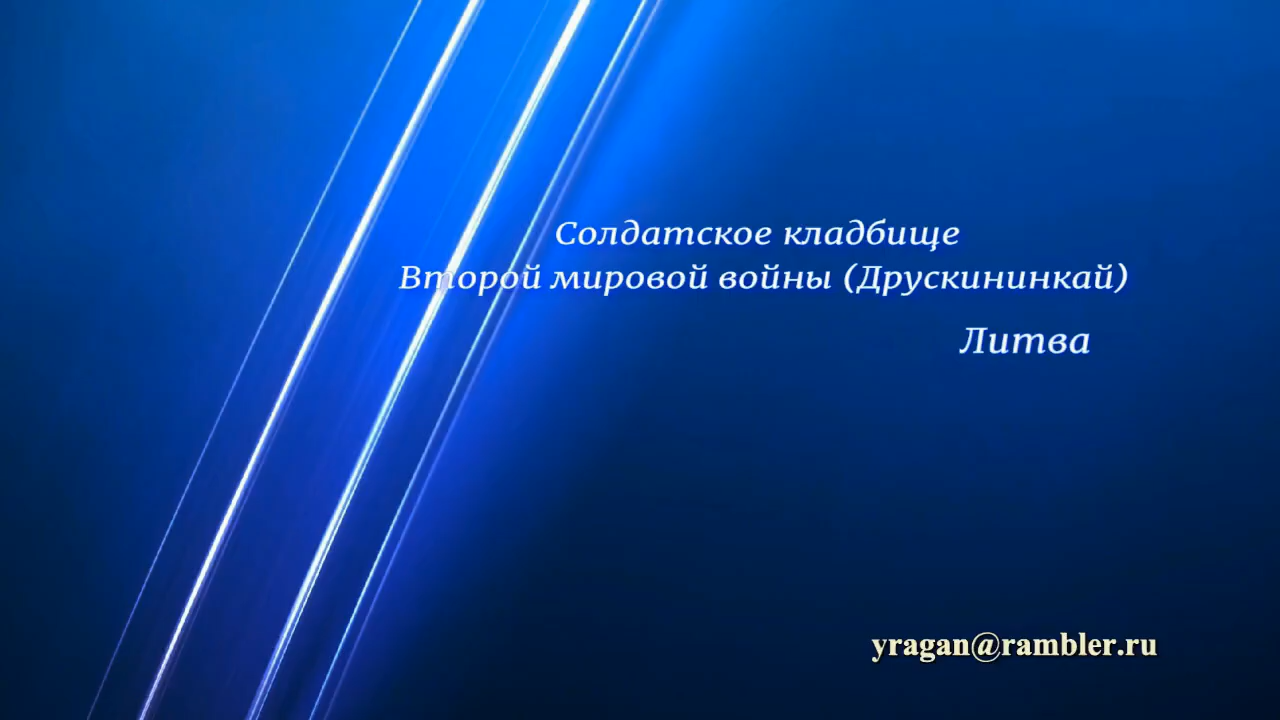 Солдатское кладбище
Второй мировой войны (Друскининкай)
Литва
yragan@rambler.ru